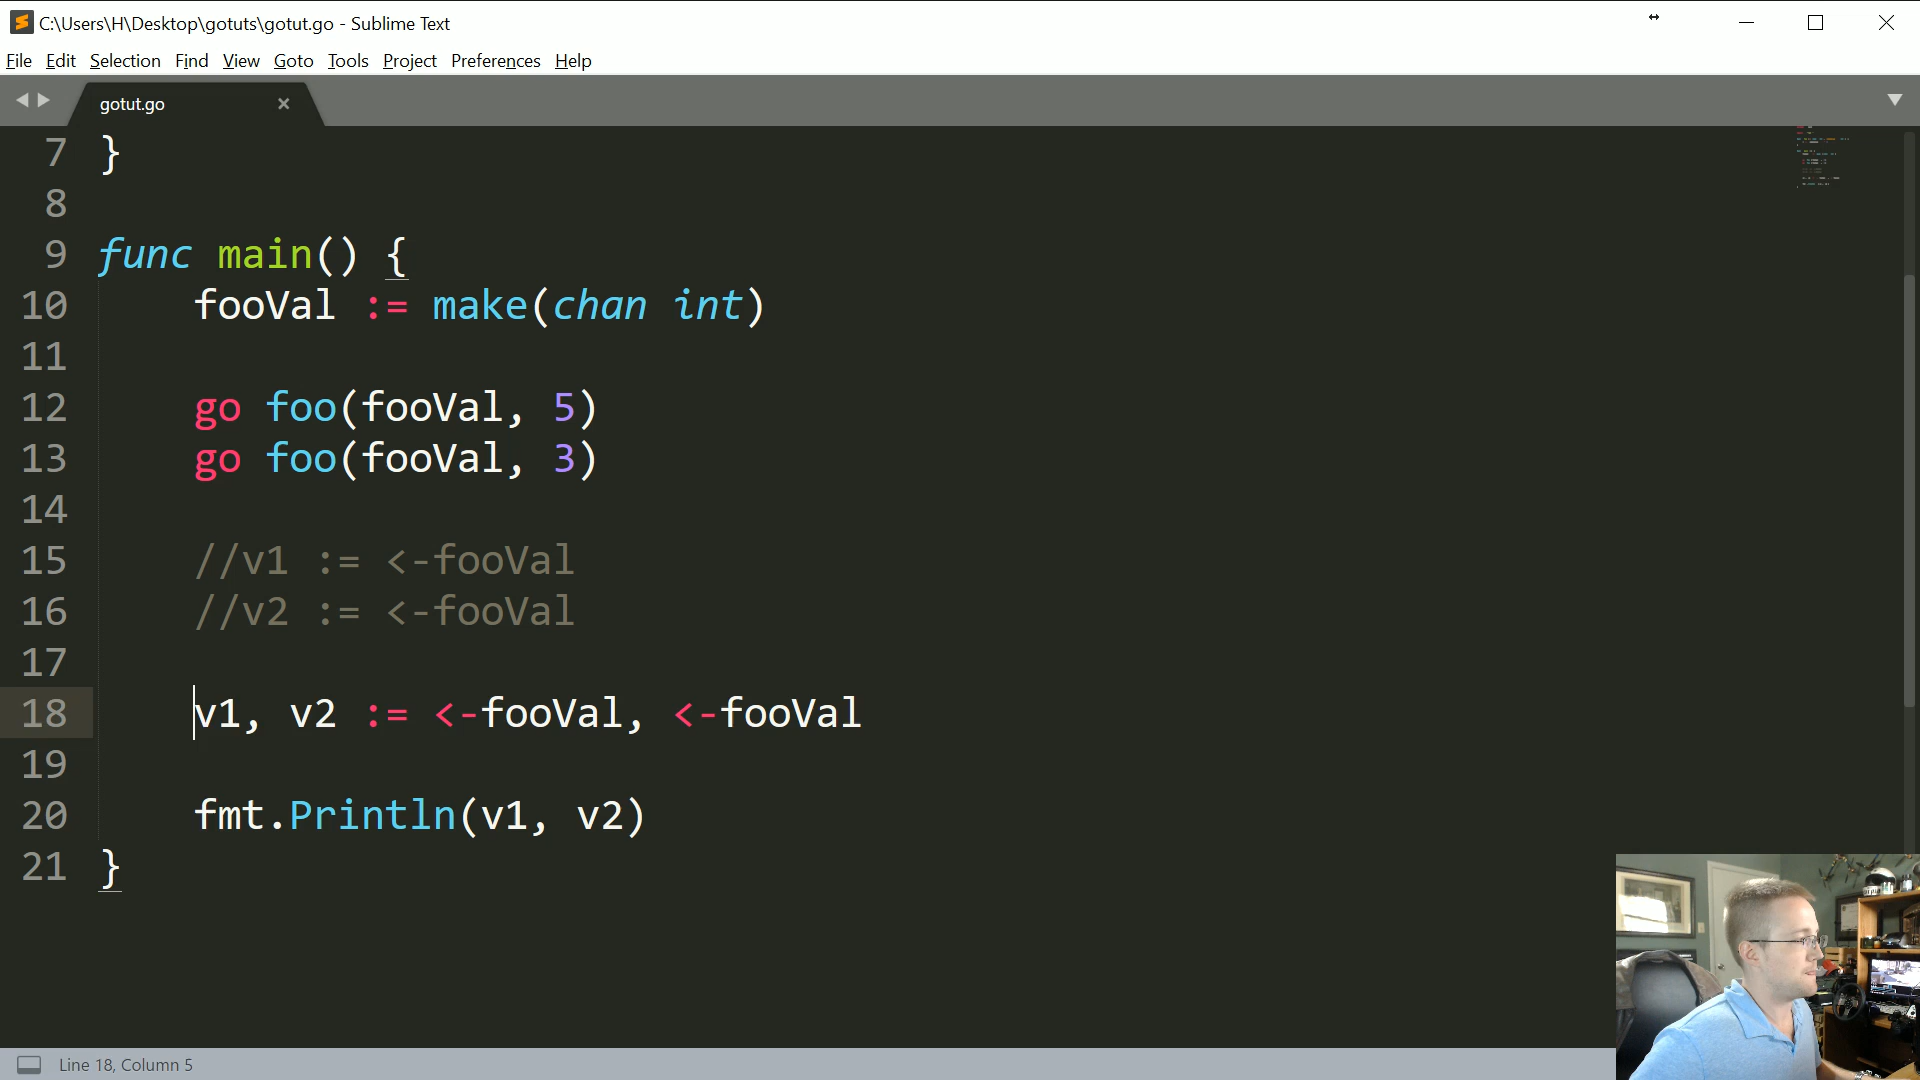 C:\Users\H\Desktop\gotuts\gotut.go - Sublime Text
File Edit Selection Find View Goto Tools Project Preferences Help
gotut.go
7 }
8
9 func main() {
10     fooVal := make(chan int)
11
12     go foo(fooVal, 5)
13     go foo(fooVal, 3)
14
15     //v1 := <-fooVal
16     //v2 := <-fooVal
17
18     v1, v2 := <-fooVal, <-fooVal
19
20     fmt.Println(v1, v2)
21 }
Line 18, Column 5